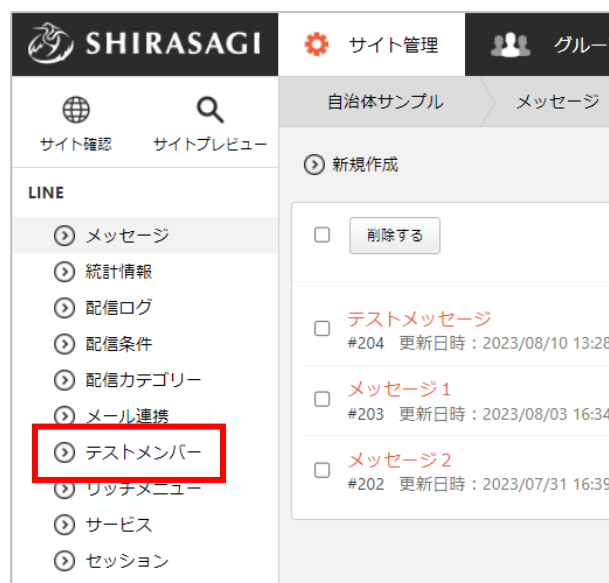 SHIRASAGI
サイト管理
グルー
サイト確認
サイトプレビュー
自治体サンプル
メッセージ
新規作成
LINE
メッセージ
統計情報
配信ログ
配信条件
配信カテゴリー
メール連携
テストメンバー
リッチメニュー
サービス
セッション
削除する
テストメッセージ
#204 更新日時：2023/08/10 13:28
メッセージ１
#203 更新日時：2023/08/03 16:34
メッセージ２
#202 更新日時：2023/07/31 16:39